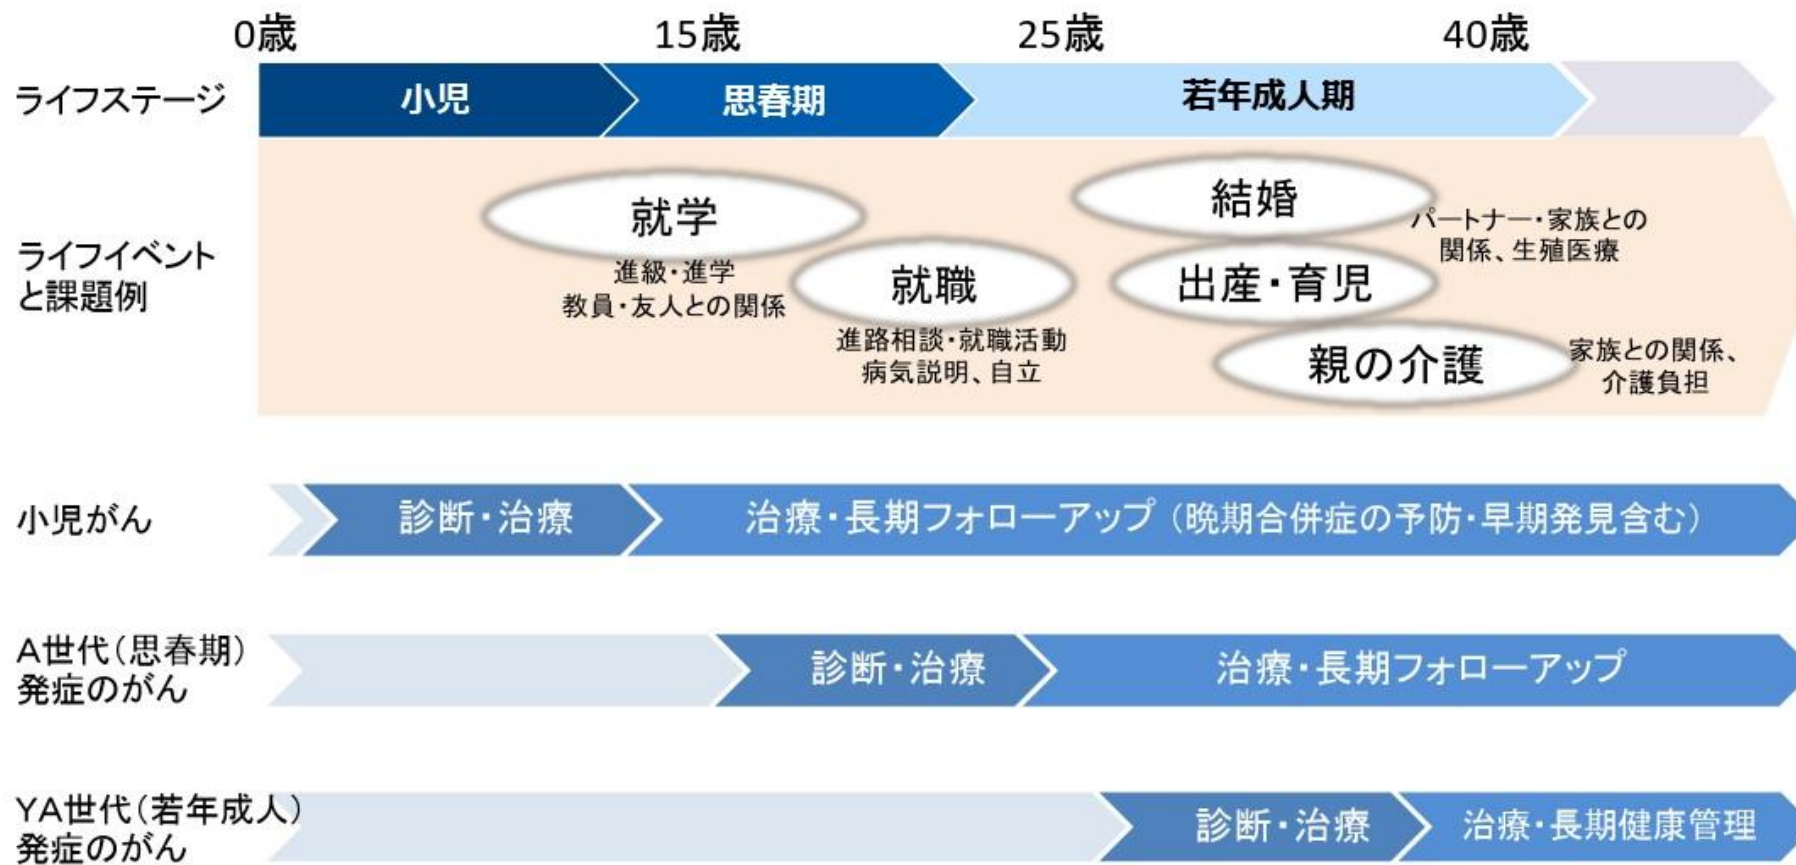 0歳
15歳
25歳
40歳
ライフステージ
小児
思春期
若年成人期
ライフイベント
と課題例
就学
進級・進学
教員・友人との関係
就職
進路相談・就職活動
病気説明、自立
結婚
パートナー・家族との
関係、生殖医療
出産・育児
親の介護
家族との関係、
介護負担
小児がん
診断・治療
治療・長期フォローアップ（晩期合併症の予防・早期発見含む）
A世代（思春期）
発症のがん
診断・治療
治療・長期フォローアップ
YA世代（若年成人）
発症のがん
診断・治療
治療・長期健康管理